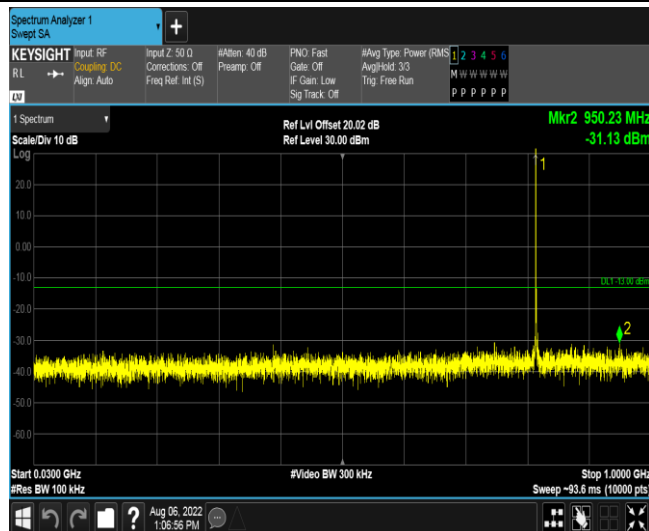 Spectrum Analyzer 1
Swept SA
+
KEYSIGHT
RL
LXI
Input: RF
Coupling: DC
Align: Auto
Input Z: 50 Ω
Corrections: Off
Freq Ref: Int (S)
#Atten: 40 dB
Preamp: Off
PNO: Fast
Gate: Off
IF Gain: Low
Sig Track: Off
#Avg Type: Power (RMS
Avg|Hold: 3/3
Trig: Free Run
1 2 3 4 5 6
M W W W W W
P P P P P P
1 Spectrum
Scale/Div 10 dB
Ref Lvl Offset 20.02 dB
Ref Level 30.00 dBm
Mkr2 950.23 MHz
-31.13 dBm
Log
1
20.0
10.0
0.00
-10.0
DL1 -13.00 dBm
-20.0
-30.0
2
-40.0
-50.0
-60.0
Start 0.0300 GHz
#Res BW 100 kHz
#Video BW 300 kHz
Stop 1.0000 GHz
Sweep ~93.6 ms (10000 pts)
?
Aug 06, 2022
1:06:56 PM